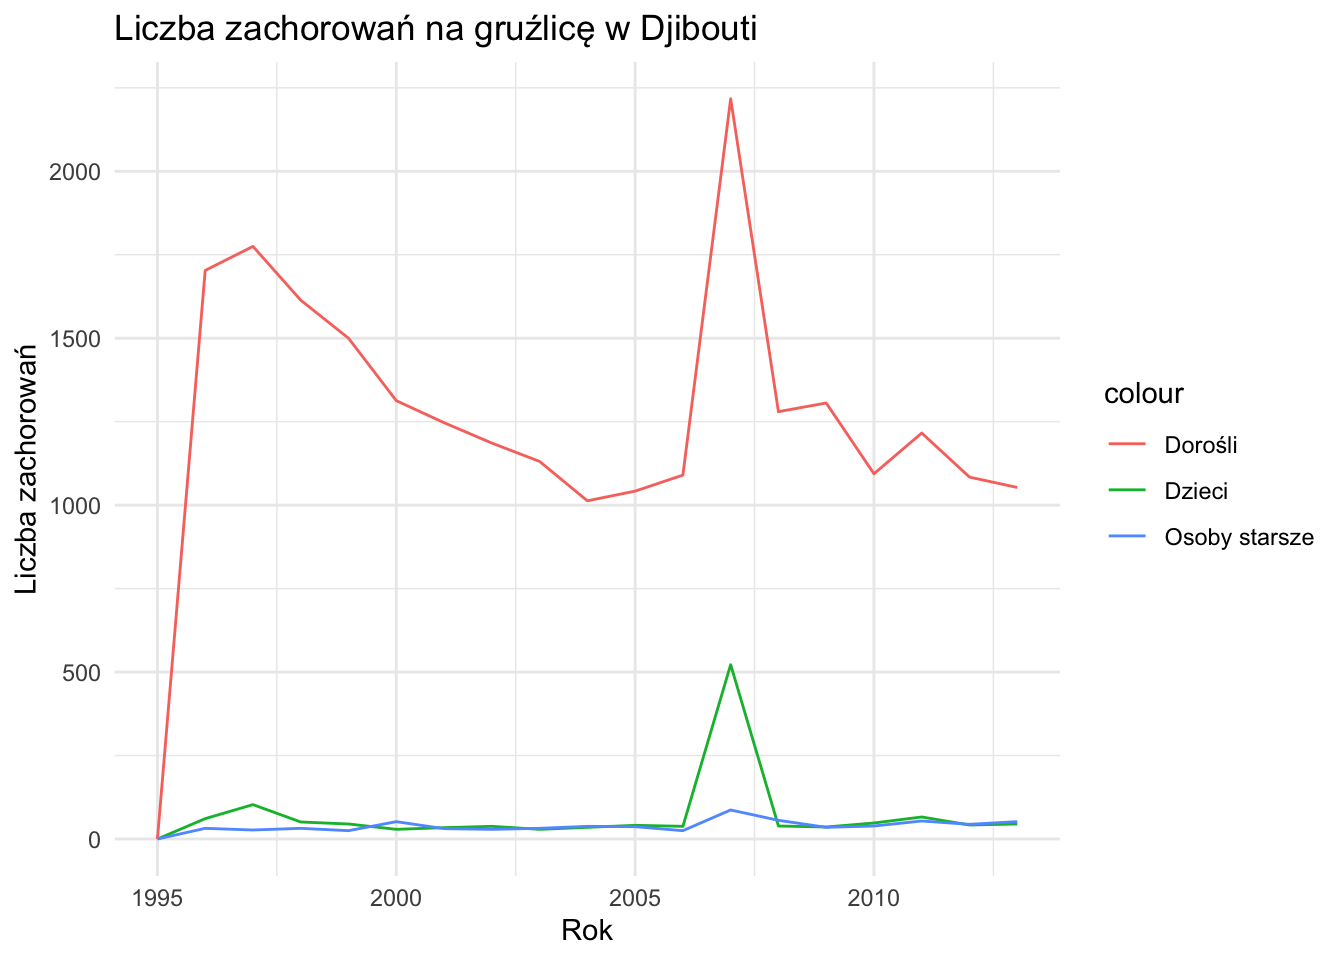 Liczba zachorowań na gruźlicę w Djibouti
Liczba zachorowań
2000
1500
1000
500
0
1995 2000 2005 2010
Rok
colour
Dorośli
Dzieci
Osoby starsze